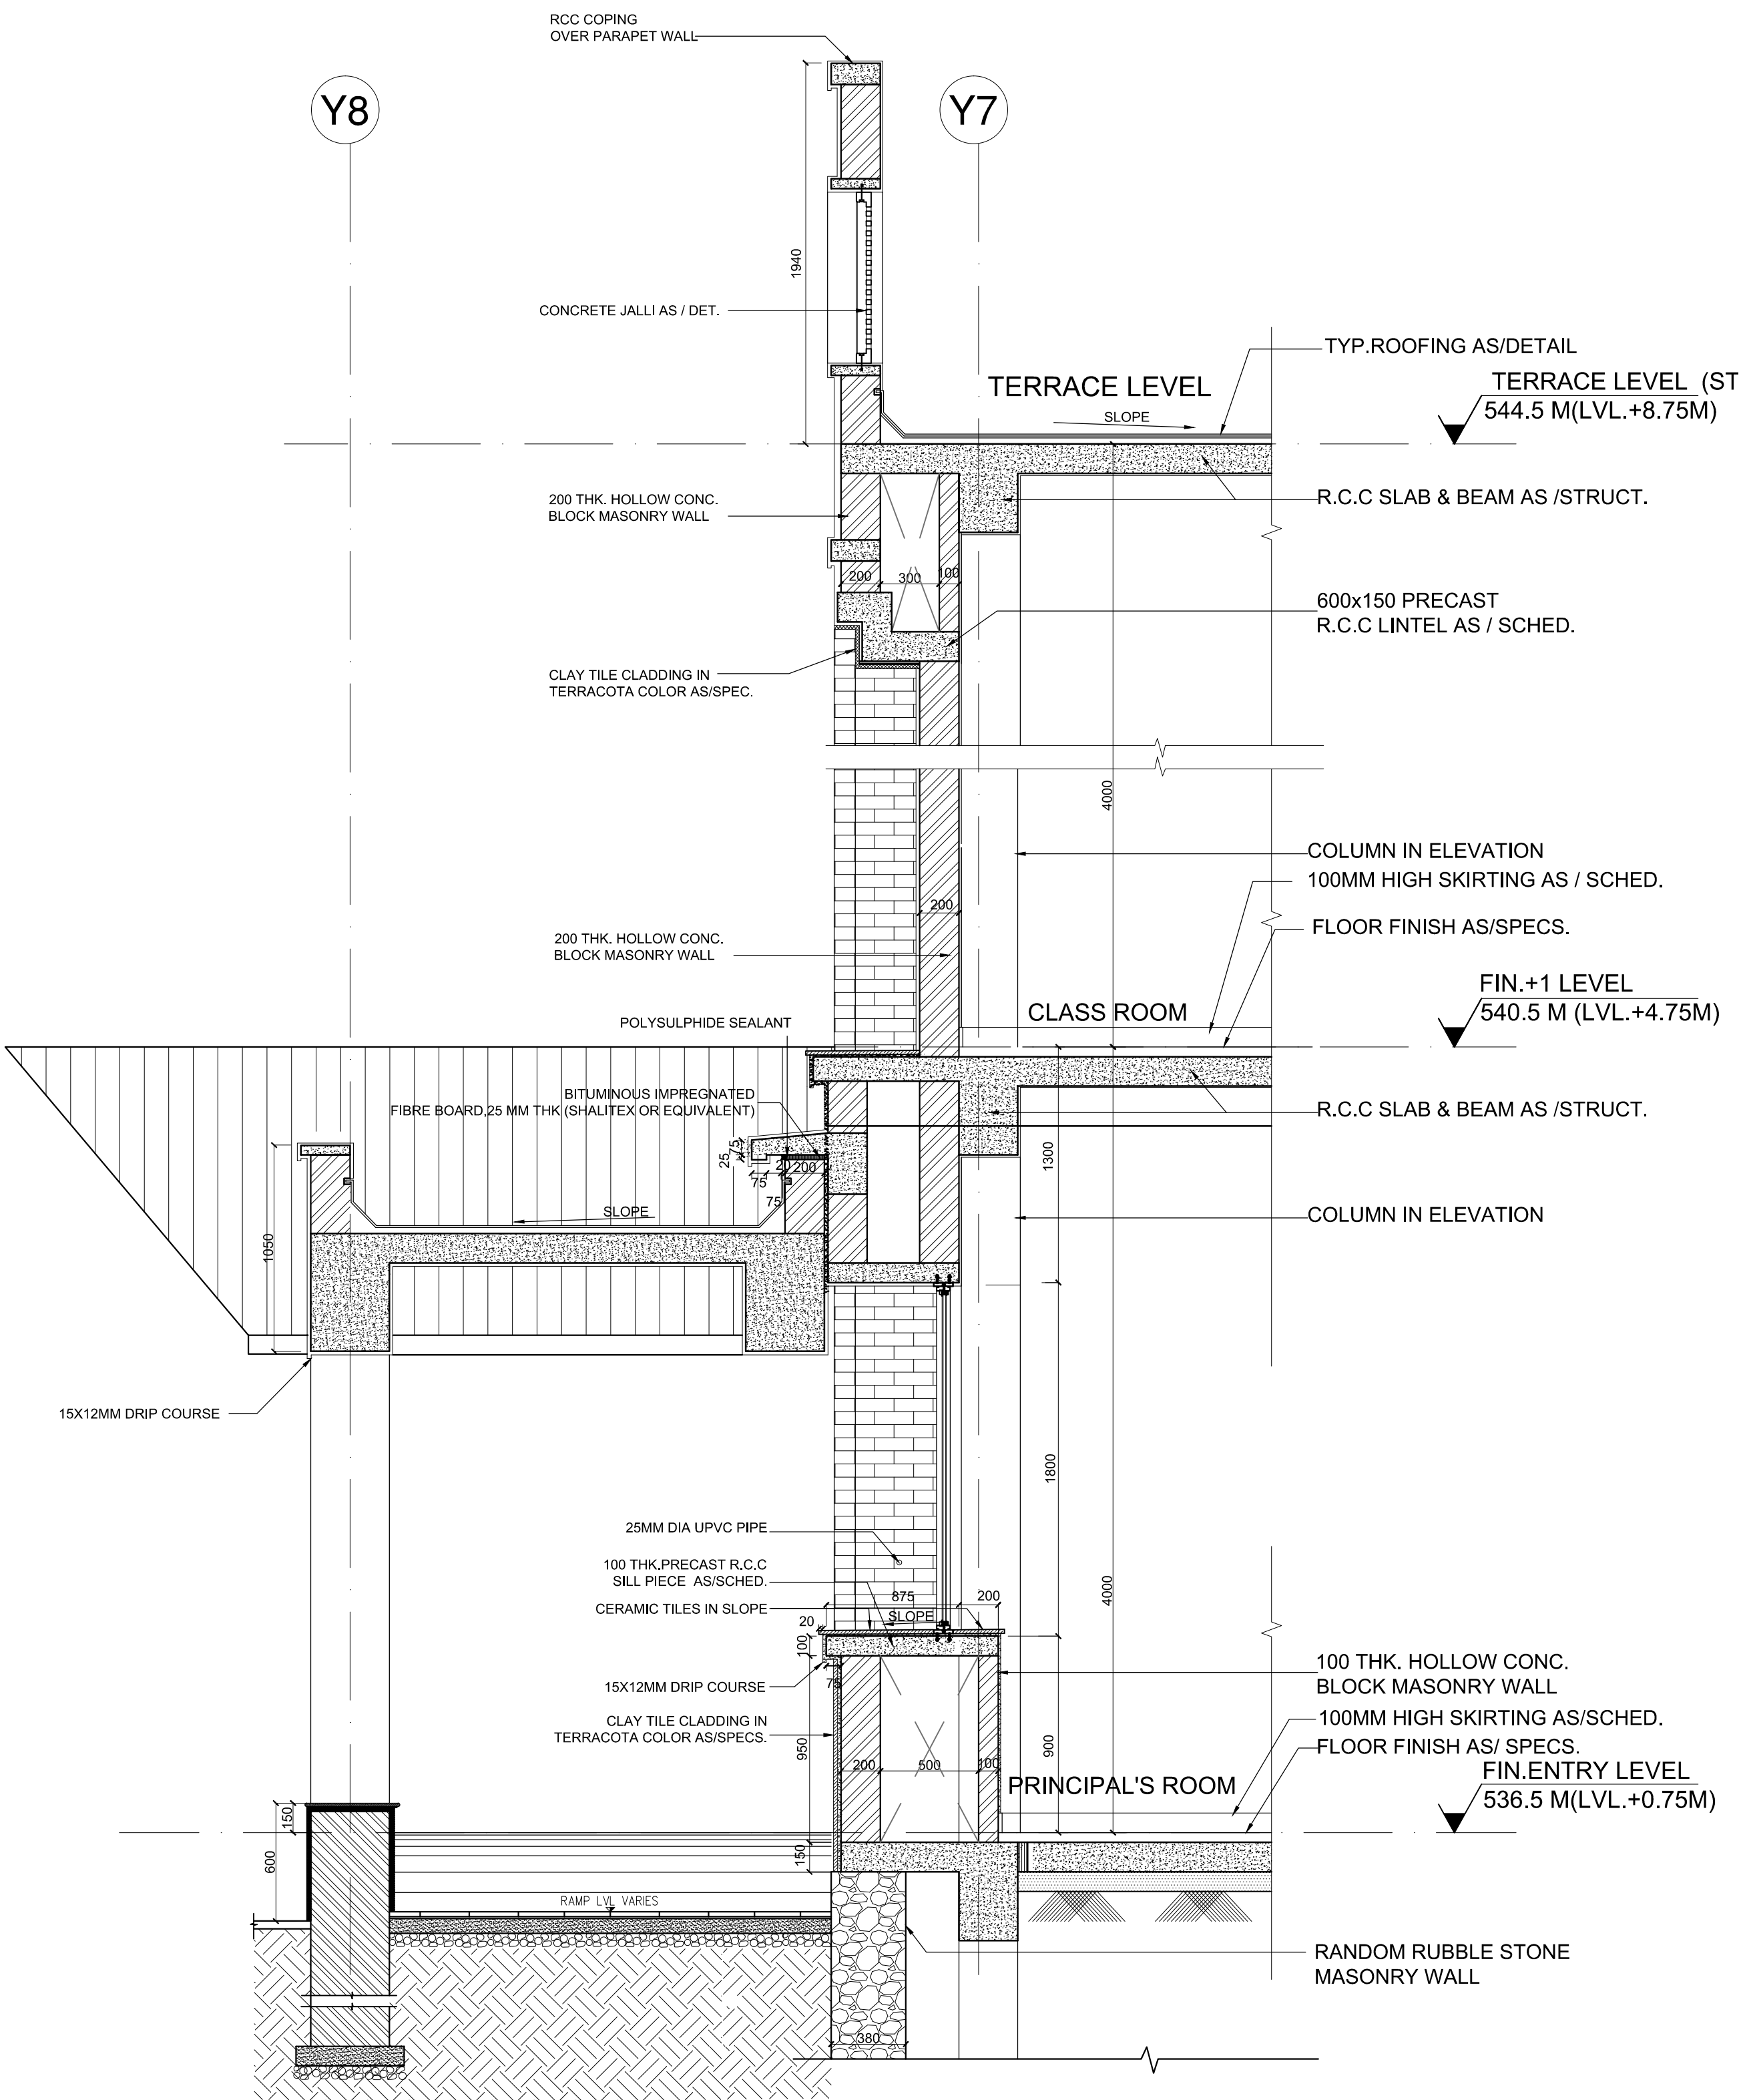 RCC COPING
OVER PARAPET WALL
Y8
Y7
1940
CONCRETE JALLI AS / DET.
TYP.ROOFING AS/DETAIL
TERRACE LEVEL
SLOPE
TERRACE LEVEL (ST
544.5 M(LVL.+8.75M)
200 THK. HOLLOW CONC.
BLOCK MASONRY WALL
R.C.C SLAB & BEAM AS /STRUCT.
200
300
100
600x150 PRECAST
R.C.C LINTEL AS / SCHED.
CLAY TILE CLADDING IN
TERRACOTA COLOR AS/SPEC.
4000
COLUMN IN ELEVATION
100MM HIGH SKIRTING AS / SCHED.
200
FLOOR FINISH AS/SPECS.
200 THK. HOLLOW CONC.
BLOCK MASONRY WALL
FIN.+1 LEVEL
540.5 M (LVL.+4.75M)
CLASS ROOM
POLYSULPHIDE SEALANT
BITUMINOUS IMPREGNATED
FIBRE BOARD,25 MM THK (SHALITEX OR EQUIVALENT)
R.C.C SLAB & BEAM AS /STRUCT.
75
25
20
200
75
75
1300
SLOPE
COLUMN IN ELEVATION
1050
15X12MM DRIP COURSE
1800
25MM DIA UPVC PIPE
100 THK.PRECAST R.C.C
SILL PIECE AS/SCHED.
4000
875
200
CERAMIC TILES IN SLOPE
SLOPE
20
100
75
15X12MM DRIP COURSE
100 THK. HOLLOW CONC.
BLOCK MASONRY WALL
CLAY TILE CLADDING IN
TERRACOTA COLOR AS/SPECS.
100MM HIGH SKIRTING AS/SCHED.
FLOOR FINISH AS/ SPECS.
950
900
200
500
100
PRINCIPAL'S ROOM
FIN.ENTRY LEVEL
536.5 M(LVL.+0.75M)
150
600
150
RAMP LVL VARIES
RANDOM RUBBLE STONE
MASONRY WALL
380